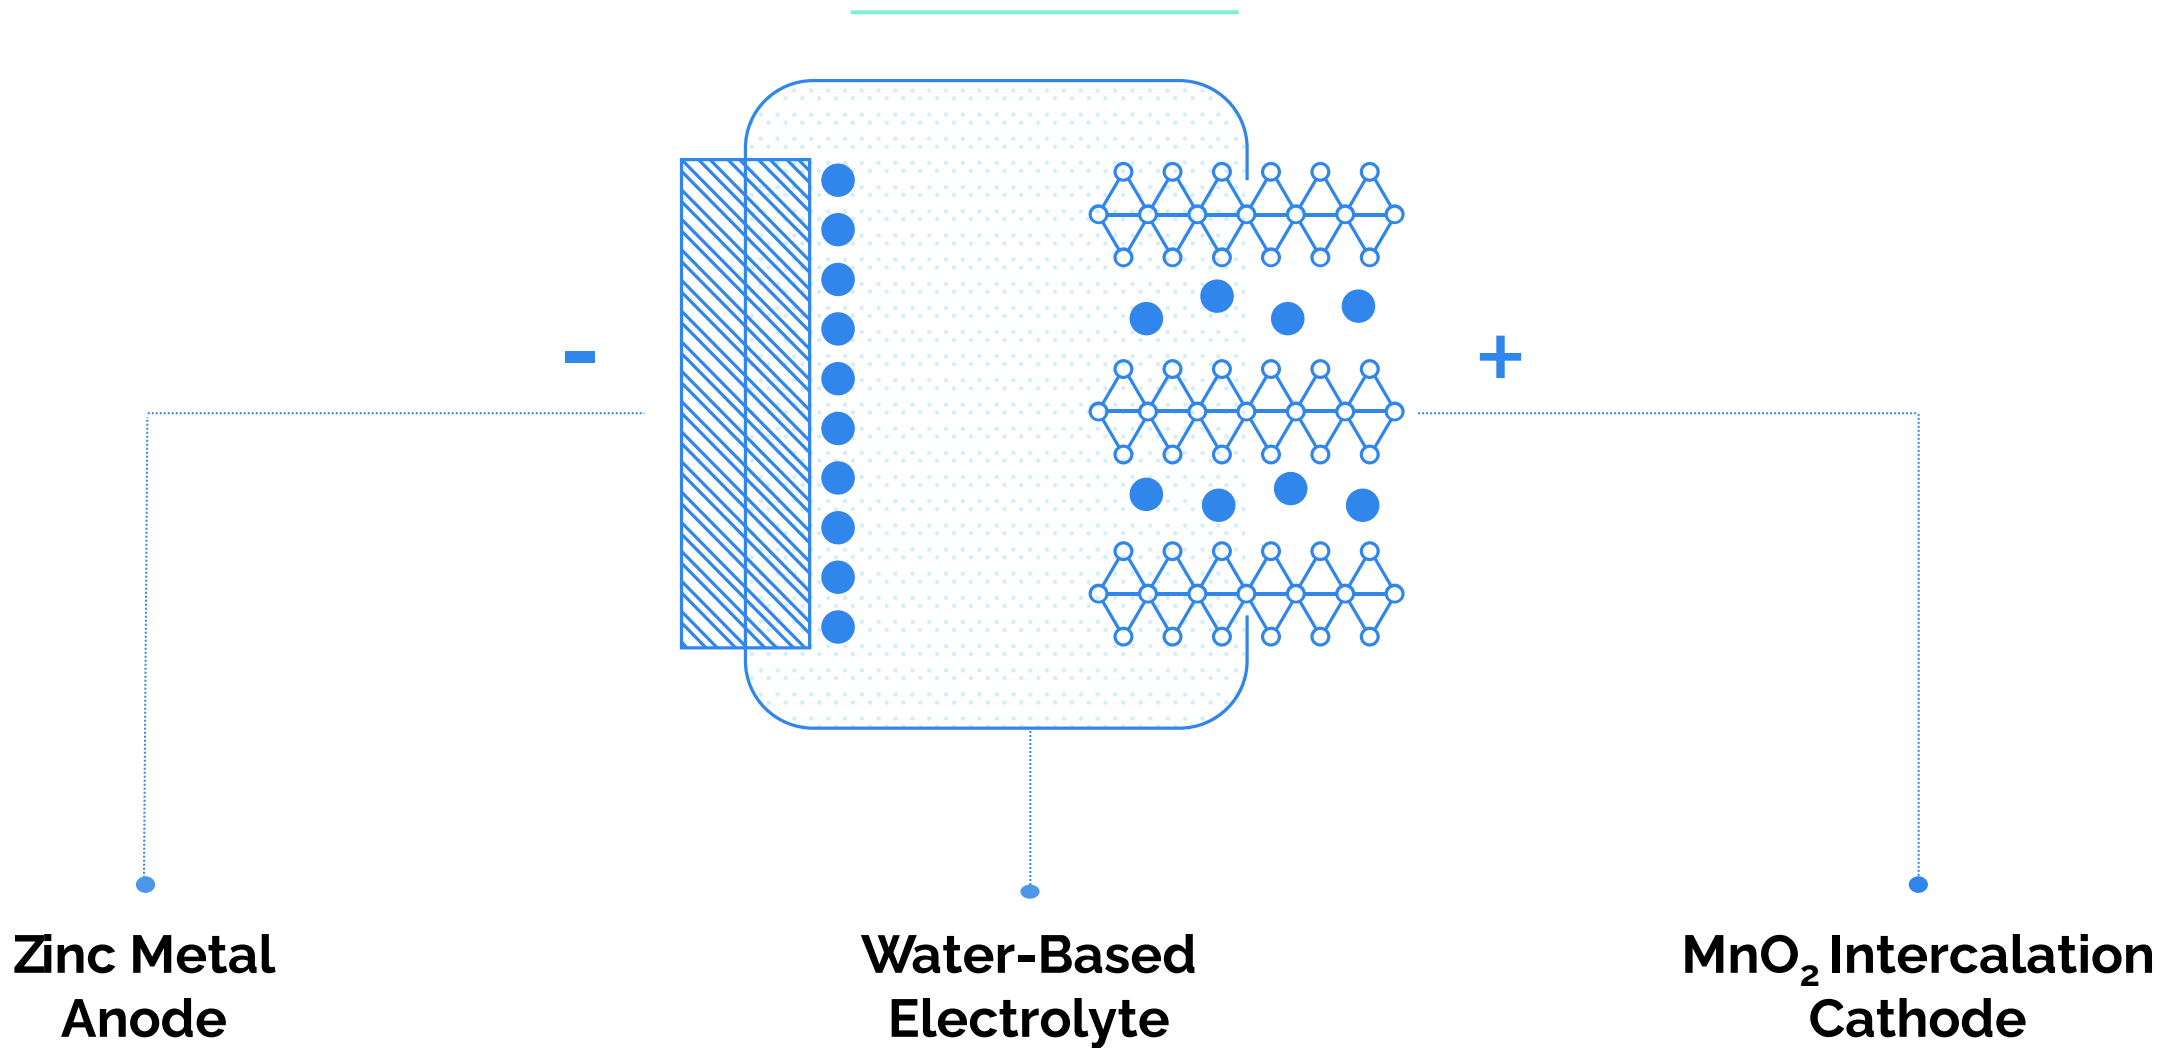 -
+
Zinc Metal
Anode
Water-Based
Electrolyte
MnO₂ Intercalation
Cathode